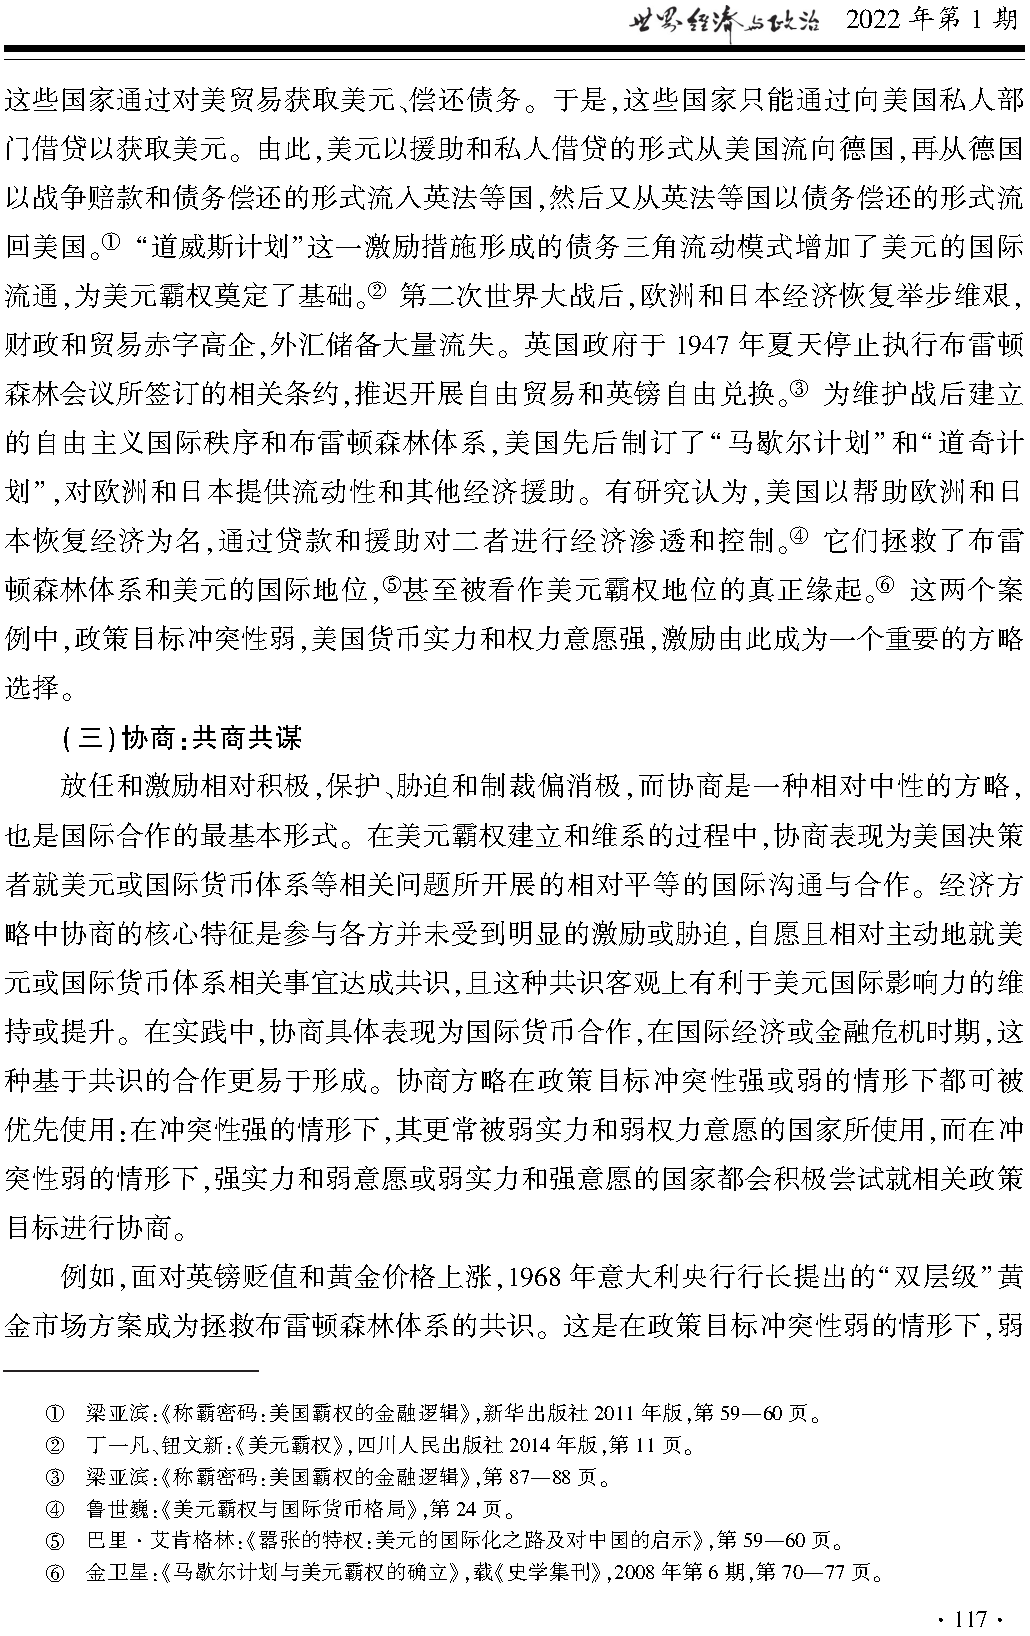 世界经济与政治 2022 年第 1 期
这些国家通过对美贸易获取美元、偿还债务。于是,这些国家只能通过向美国私人部
门借贷以获取美元。由此,美元以援助和私人借贷的形式从美国流向德国,再从德国
以战争赔款和债务偿还的形式流入英法等国,然后又从英法等国以债务偿还的形式流
回美国。① “道威斯计划”这一激励措施形成的债务三角流动模式增加了美元的国际
流通,为美元霸权奠定了基础。② 第二次世界大战后,欧洲和日本经济恢复举步维艰,
财政和贸易赤字高企,外汇储备大量流失。英国政府于 1947 年夏天停止执行布雷顿
森林会议所签订的相关条约,推迟开展自由贸易和英镑自由兑换。③ 为维护战后建立
的自由主义国际秩序和布雷顿森林体系,美国先后制订了“马歇尔计划”和“道奇计
划”,对欧洲和日本提供流动性和其他经济援助。有研究认为,美国以帮助欧洲和日
本恢复经济为名,通过贷款和援助对二者进行经济渗透和控制。④ 它们拯救了布雷
顿森林体系和美元的国际地位,⑤甚至被看作美元霸权地位的真正缘起。⑥ 这两个案
例中,政策目标冲突性弱,美国货币实力和权力意愿强,激励由此成为一个重要的方略
选择。
(三)协商:共商共谋
放任和激励相对积极,保护、胁迫和制裁偏消极,而协商是一种相对中性的方略,
也是国际合作的最基本形式。在美元霸权建立和维系的过程中,协商表现为美国决策
者就美元或国际货币体系等相关问题所开展的相对平等的国际沟通与合作。经济方
略中协商的核心特征是参与各方并未受到明显的激励或胁迫,自愿且相对主动地就美
元或国际货币体系相关事宜达成共识,且这种共识客观上有利于美元国际影响力的维
持或提升。在实践中,协商具体表现为国际货币合作,在国际经济或金融危机时期,这
种基于共识的合作更易于形成。协商方略在政策目标冲突性强或弱的情形下都可被
优先使用:在冲突性强的情形下,其更常被弱实力和弱权力意愿的国家所使用,而在冲
突性弱的情形下,强实力和弱意愿或弱实力和强意愿的国家都会积极尝试就相关政策
目标进行协商。
例如,面对英镑贬值和黄金价格上涨,1968 年意大利央行行长提出的“双层级”黄
金市场方案成为拯救布雷顿森林体系的共识。这是在政策目标冲突性弱的情形下,弱
① 梁亚滨:《称霸密码:美国霸权的金融逻辑》,新华出版社 2011 年版,第 59—60 页。
② 丁一凡、钮文新:《美元霸权》,四川人民出版社 2014 年版,第 11 页。
③ 梁亚滨:《称霸密码:美国霸权的金融逻辑》,第 87—88 页。
④ 鲁世巍:《美元霸权与国际货币格局》,第 24 页。
⑤ 巴里·艾肯格林:《嚣张的特权:美元的国际化之路及对中国的启示》,第 59—60 页。
⑥ 金卫星:《马歇尔计划与美元霸权的确立》,载《史学集刊》,2008 年第 6 期,第 70—77 页。
· 117 ·